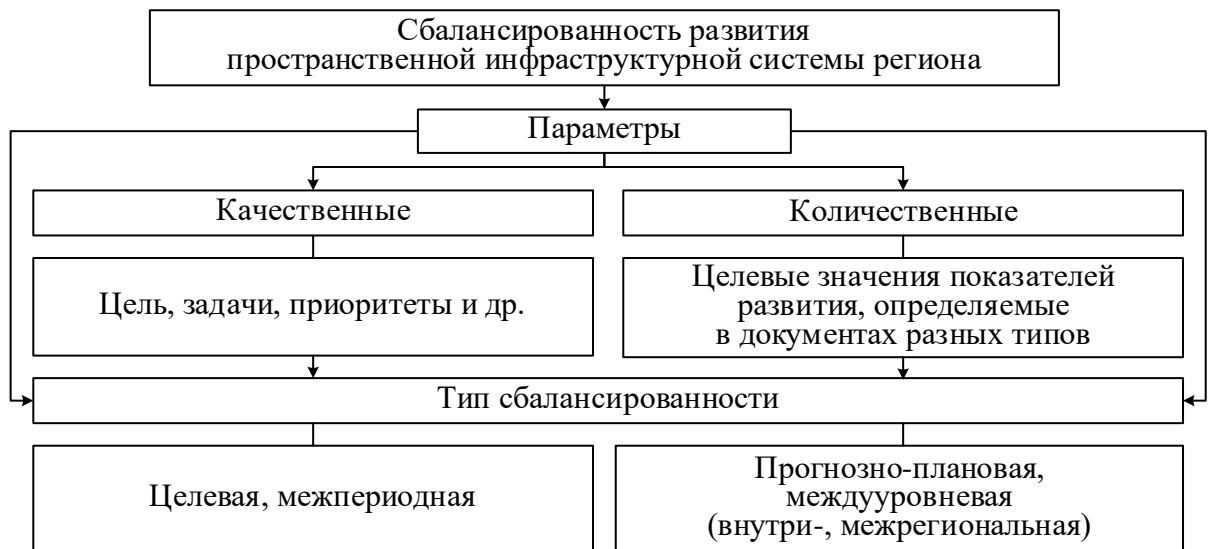 Сбалансированность развития
пространственной инфраструктурной системы региона
Параметры
Качественные
Количественные
Цель, задачи, приоритеты и др.
Целевые значения показателей
развития, определяемые
в документах разных типов
Тип сбалансированности
Целевая, межпериодная
Прогнозно-плановая,
междууровневая
(внутри-, межрегиональная)